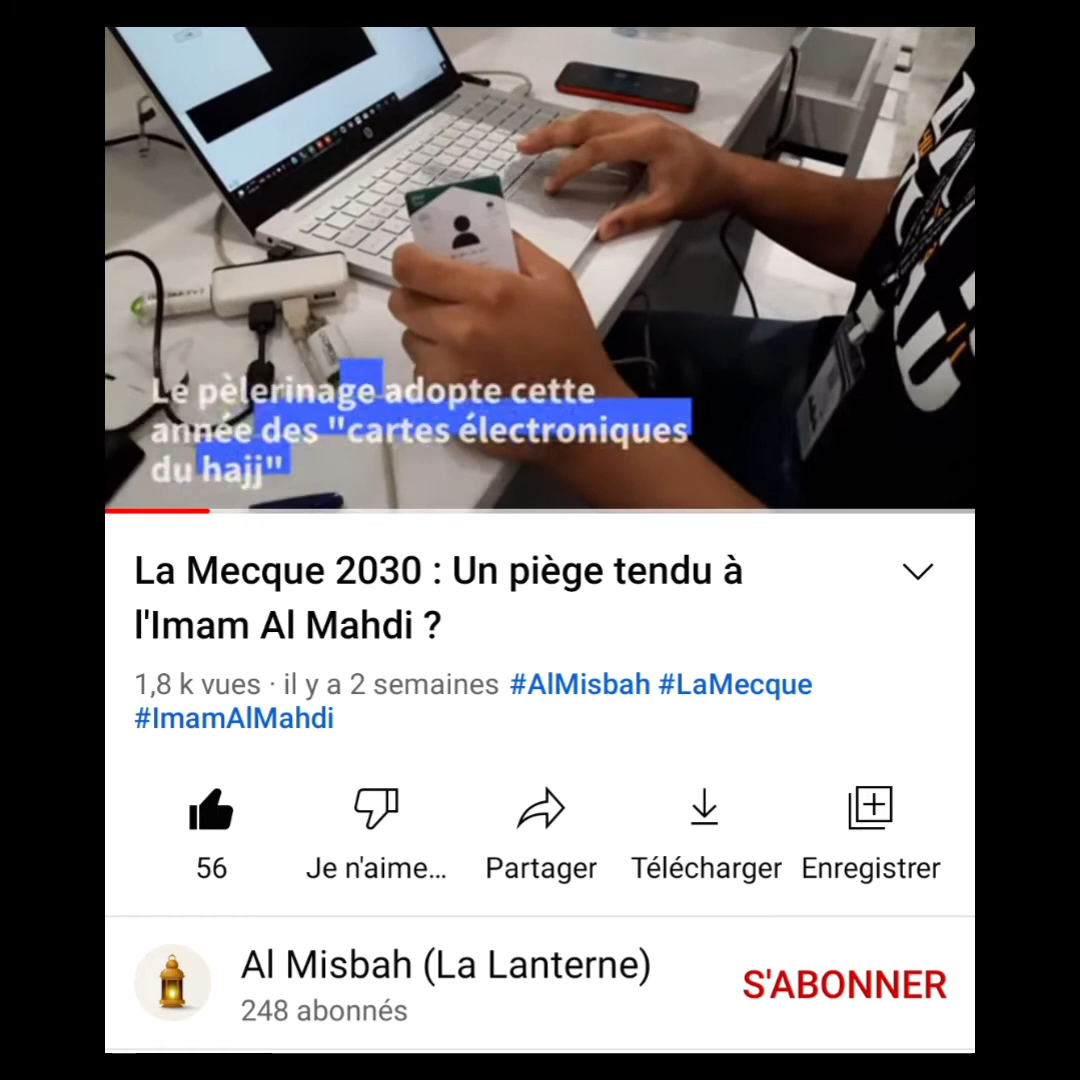 Le pèlerinage adopte cette
année des "cartes électroniques
du hajj"
La Mecque 2030 : Un piège tendu à
l'Imam Al Mahdi ?
1,8 k vues · il y a 2 semaines #AlMisbah #LaMecque
#ImamAlMahdi
56
Je n'aime...
Partager
Télécharger
Enregistrer
Al Misbah (La Lanterne)
248 abonnés
S'ABONNER